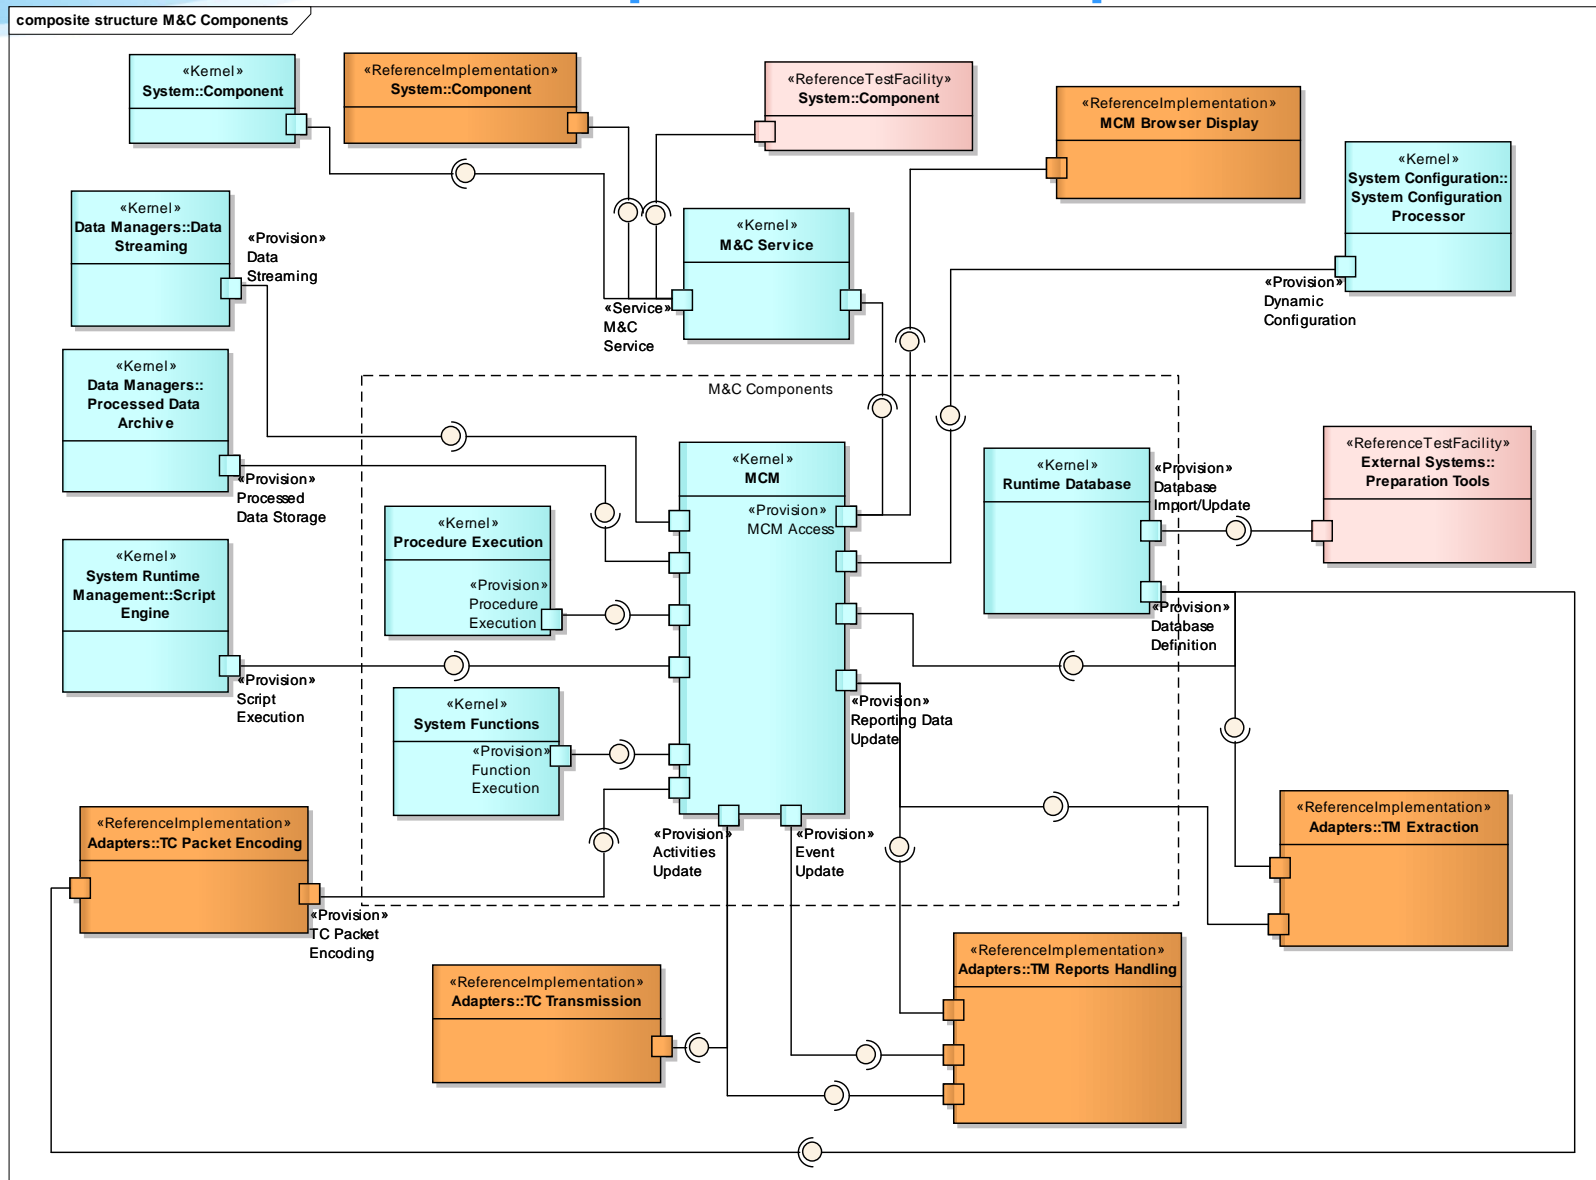 composite structure M&C Components
«Kernel»
System::Component
«ReferenceImplementation»
System::Component
«ReferenceTestFacility»
System::Component
«ReferenceImplementation»
MCM Browser Display
«Kernel»
System Configuration::
System Configuration
Processor
«Provision»
Dynamic
Configuration
«Kernel»
Data Managers::Data
Streaming
«Provision»
Data
Streaming
«Kernel»
M&C Service
«Service»
M&C
Service
«Kernel»
Data Managers::
Processed Data
Archive
«Provision»
Processed
Data Storage
M&C Components
«Kernel»
MCM
«Provision»
MCM Access
«Kernel»
Runtime Database
«Provision»
Database
Import/Update
«ReferenceTestFacility»
External Systems::
Preparation Tools
«Kernel»
Procedure Execution
«Provision»
Procedure
Execution
«Kernel»
System Runtime
Management::Script
Engine
«Provision»
Script
Execution
«Provision»
Database
Definition
«Kernel»
System Functions
«Provision»
Function
Execution
«Provision»
Reporting Data
Update
«Provision»
Activities
Update
«Provision»
Event
Update
«ReferenceImplementation»
Adapters::TC Packet Encoding
«Provision»
TC Packet
Encoding
«ReferenceImplementation»
Adapters::TM Extraction
«ReferenceImplementation»
Adapters::TC Transmission
«ReferenceImplementation»
Adapters::TM Reports Handling